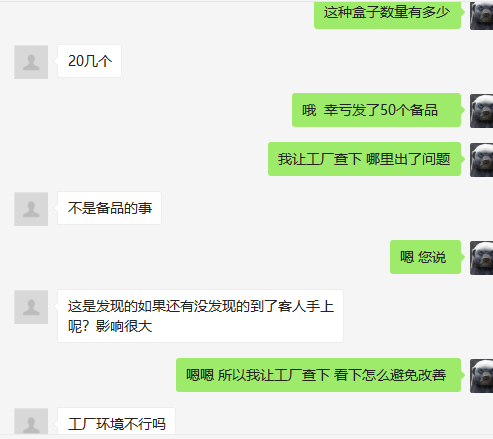 这种盒子数量有多少
20几个
哦  幸亏发了50个备品
我让工厂查下 哪里出了问题
不是备品的事
嗯 您说
这是发现的如果还有没发现的到了客人手上
呢？影响很大
嗯嗯 所以我让工厂查下 看下怎么避免改善
工厂环境不行吗